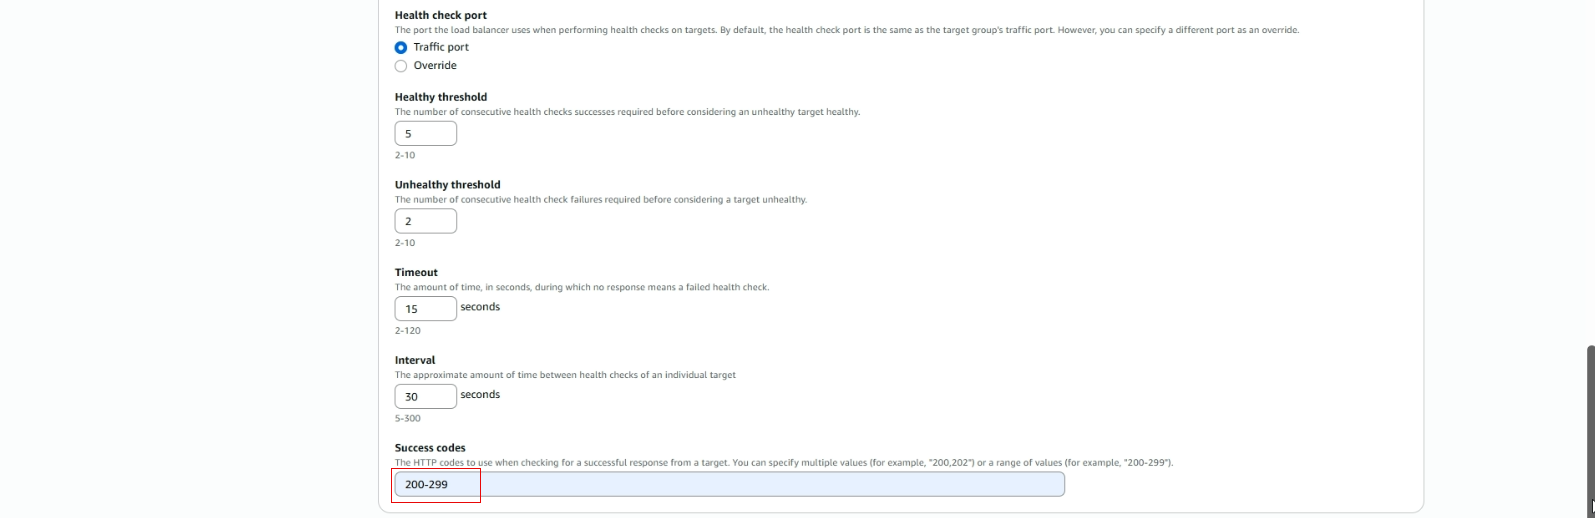 Health check port
The port the load balancer uses when performing health checks on targets. By default, the health check port is the same as the target group's traffic port. However, you can specify a different port as an override.
Traffic port
Override
Healthy threshold
The number of consecutive health checks successes required before considering an unhealthy target healthy.
5
2-10
Unhealthy threshold
The number of consecutive health check failures required before considering a target unhealthy.
2
2-10
Timeout
The amount of time, in seconds, during which no response means a failed health check.
15 seconds
2-120
Interval
The approximate amount of time between health checks of an individual target
30 seconds
5-300
Success codes
The HTTP codes to use when checking for a successful response from a target. You can specify multiple values (for example, "200,202") or a range of values (for example, "200-299").
200-299